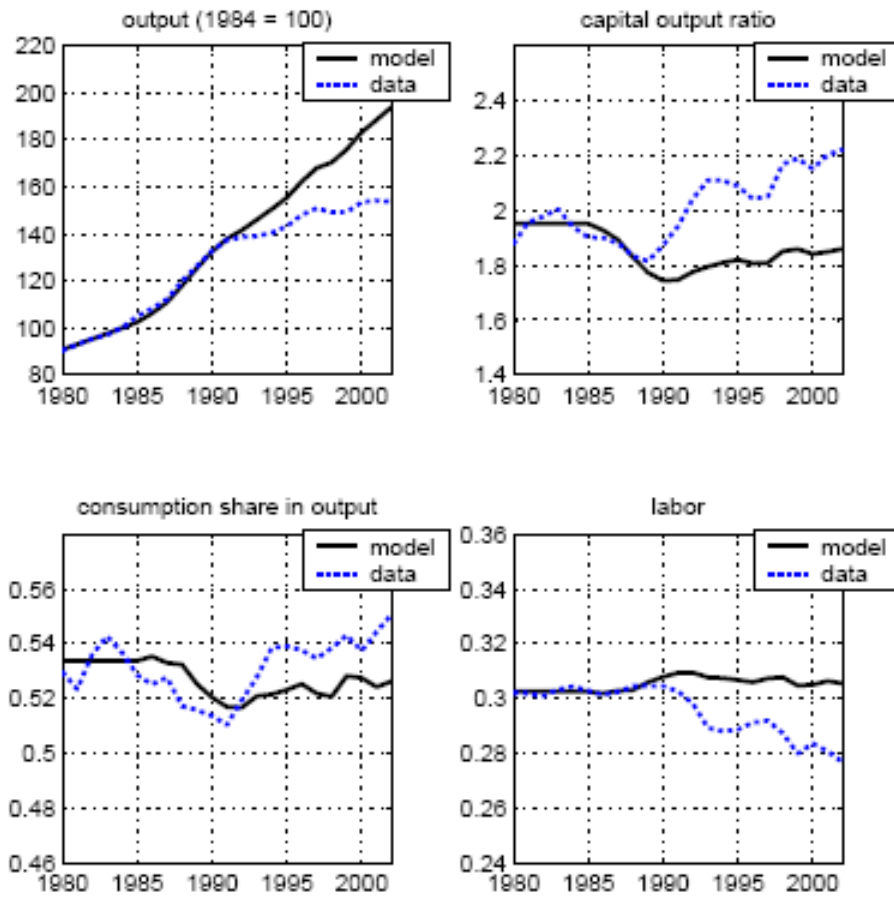 output (1984 = 100)
model
data
220
200
180
160
140
120
100
80
1980 1985 1990 1995 2000
capital output ratio
model
data
2.4
2.2
2
1.8
1.6
1.4
1980 1985 1990 1995 2000
consumption share in output
model
data
0.56
0.54
0.52
0.5
0.48
0.46
1980 1985 1990 1995 2000
labor
model
data
0.36
0.34
0.32
0.3
0.28
0.26
0.24
1980 1985 1990 1995 2000